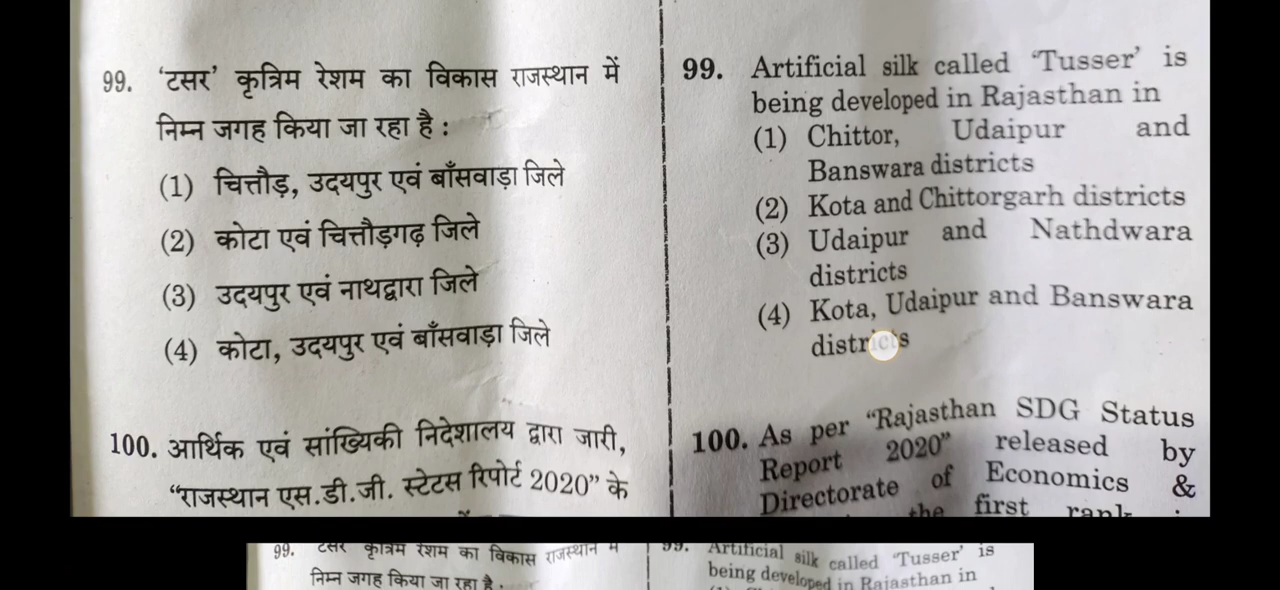 99. 'टसर' कृत्रिम रेशम का विकास राजस्थान में
निम्न जगह किया जा रहा है :
(1) चित्तौड़, उदयपुर एवं बाँसवाड़ा जिले
(2) कोटा एवं चित्तौड़गढ़ जिले
(3) उदयपुर एवं नाथद्वारा जिले
(4) कोटा, उदयपुर एवं बाँसवाड़ा जिले
100. आर्थिक एवं सांख्यिकी निदेशालय द्वारा जारी,
"राजस्थान एस.डी.जी. स्टेटस रिपोर्ट 2020" के
99. Artificial silk called 'Tusser' is
being developed in Rajasthan in
(1) Chittor, Udaipur and
Banswara districts
(2) Kota and Chittorgarh districts
(3) Udaipur and Nathdwara
districts
(4) Kota, Udaipur and Banswara
districts
100. As per "Rajasthan SDG Status
Report 2020" released by
Directorate of Economics &
the first rank
99. टसर कृत्रिम रेशम का विकास राजस्थान में
निम्न जगह किया जा रहा है :
99. Artificial silk called 'Tusser' is
being developed in Rajasthan in